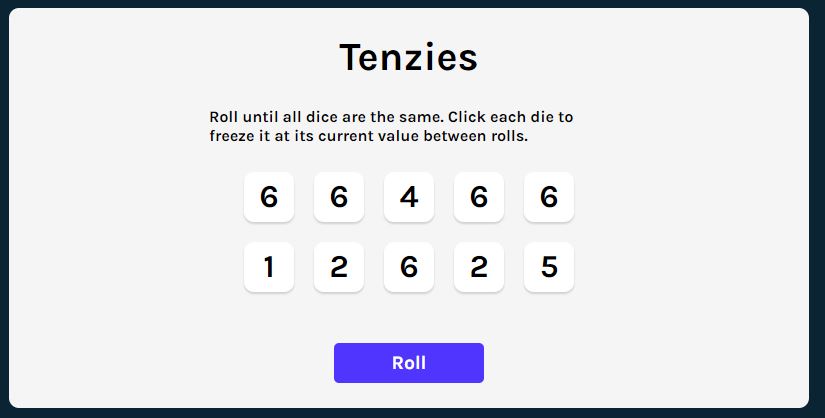 Tenzies
Roll until all dice are the same. Click each die to
freeze it at its current value between rolls.
6 6 4 6 6
1 2 6 2 5
Roll